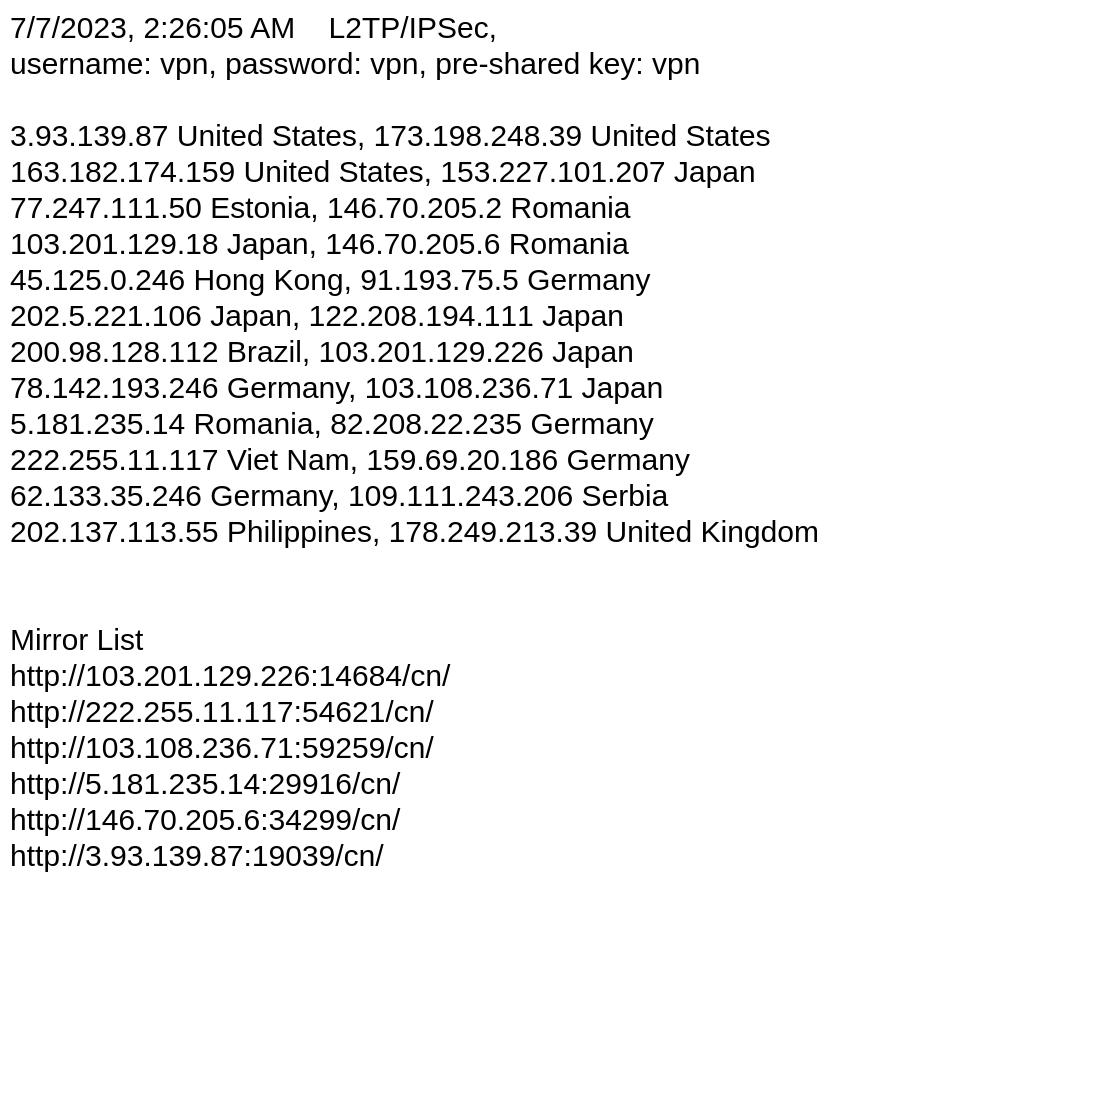 7/7/2023, 2:26:05 AM    L2TP/IPSec,
username: vpn, password: vpn, pre-shared key: vpn
3.93.139.87 United States, 173.198.248.39 United States
163.182.174.159 United States, 153.227.101.207 Japan
77.247.111.50 Estonia, 146.70.205.2 Romania
103.201.129.18 Japan, 146.70.205.6 Romania
45.125.0.246 Hong Kong, 91.193.75.5 Germany
202.5.221.106 Japan, 122.208.194.111 Japan
200.98.128.112 Brazil, 103.201.129.226 Japan
78.142.193.246 Germany, 103.108.236.71 Japan
5.181.235.14 Romania, 82.208.22.235 Germany
222.255.11.117 Viet Nam, 159.69.20.186 Germany
62.133.35.246 Germany, 109.111.243.206 Serbia
202.137.113.55 Philippines, 178.249.213.39 United Kingdom
Mirror List
http://103.201.129.226:14684/cn/
http://222.255.11.117:54621/cn/
http://103.108.236.71:59259/cn/
http://5.181.235.14:29916/cn/
http://146.70.205.6:34299/cn/
http://3.93.139.87:19039/cn/